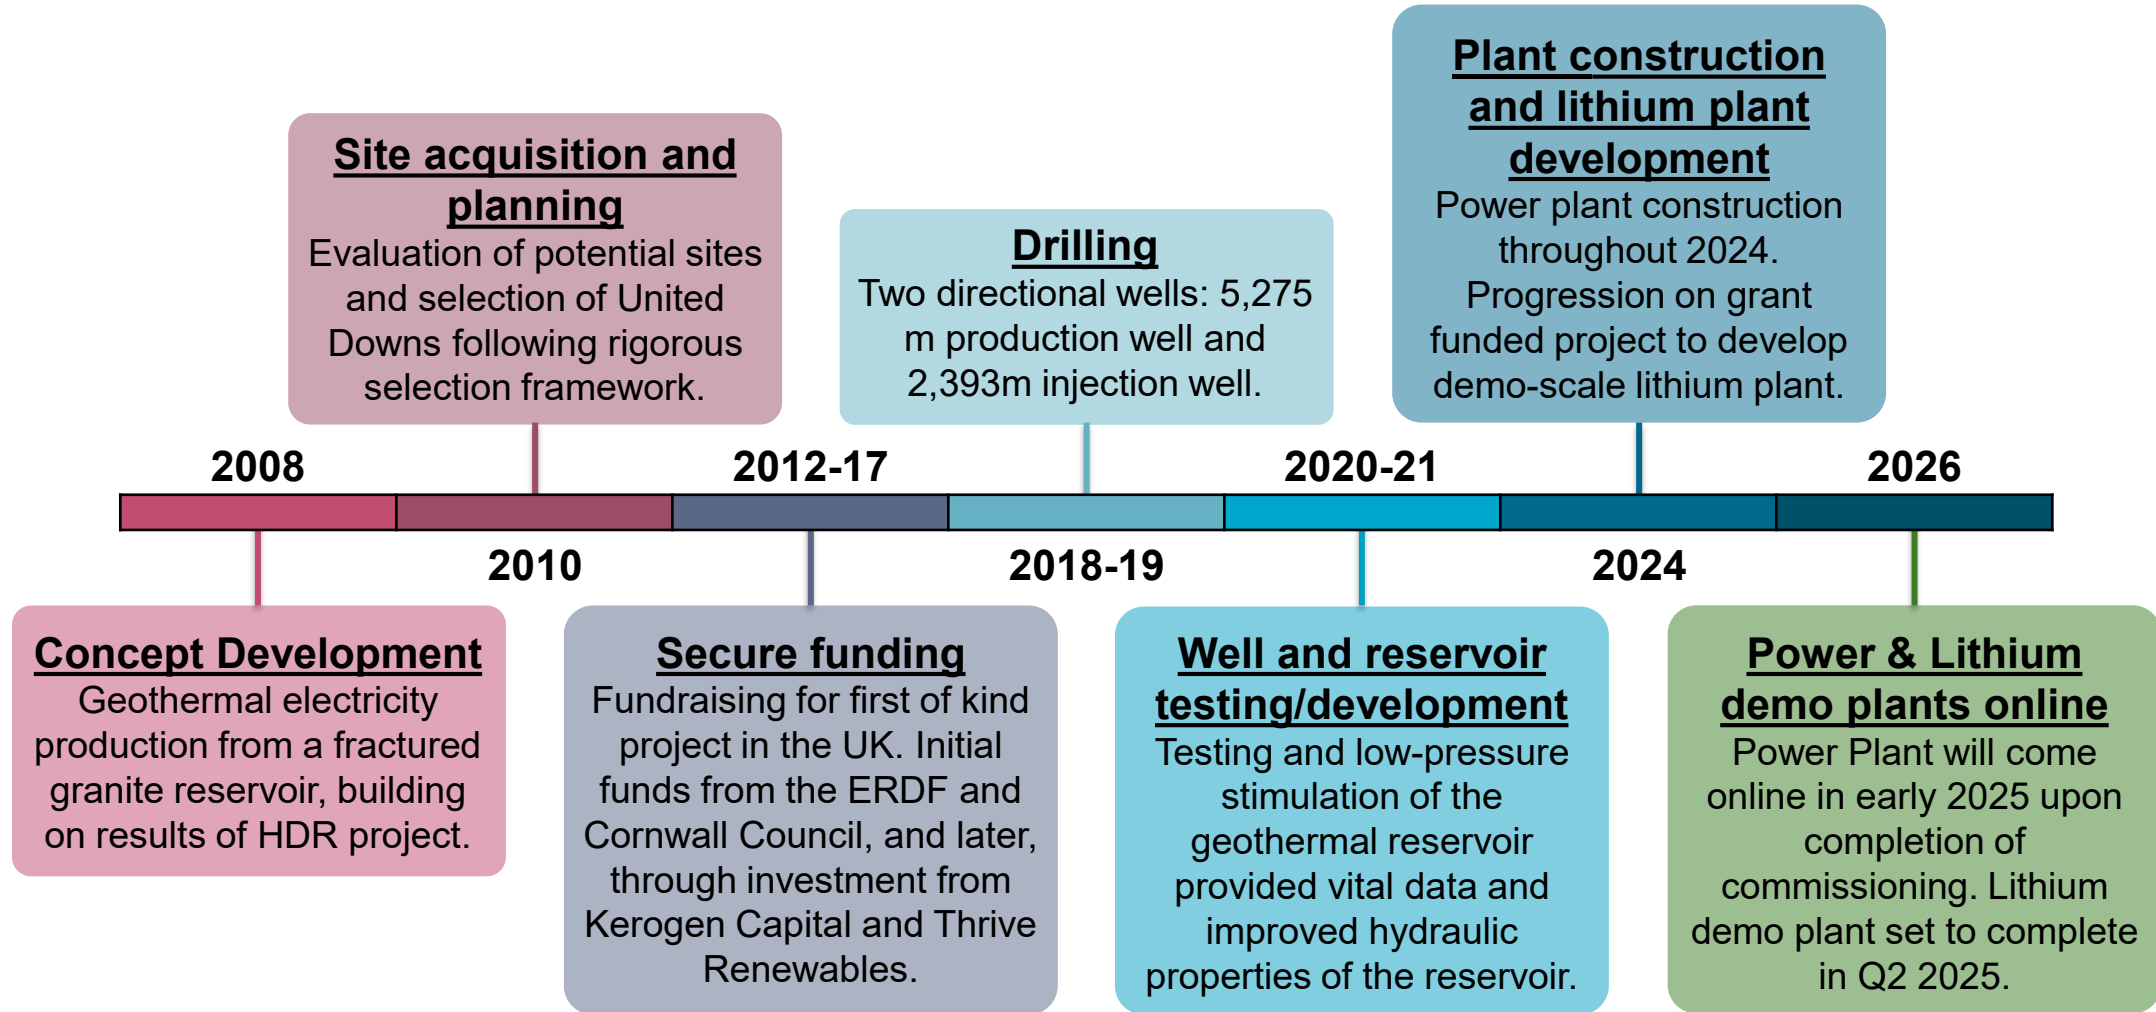 Plant construction
and lithium plant
development
Power plant construction
throughout 2024.
Progression on grant
funded project to develop
demo-scale lithium plant.
Site acquisition and
planning
Evaluation of potential sites
and selection of United
Downs following rigorous
selection framework.
Drilling
Two directional wells: 5,275
m production well and
2,393m injection well.
2008
2012-17
2020-21
2026
2010
2018-19
2024
Concept Development
Geothermal electricity
production from a fractured
granite reservoir, building
on results of HDR project.
Secure funding
Fundraising for first of kind
project in the UK. Initial
funds from the ERDF and
Cornwall Council, and later,
through investment from
Kerogen Capital and Thrive
Renewables.
Well and reservoir
testing/development
Testing and low-pressure
stimulation of the
geothermal reservoir
provided vital data and
improved hydraulic
properties of the reservoir.
Power & Lithium
demo plants online
Power Plant will come
online in early 2025 upon
completion of
commissioning. Lithium
demo plant set to complete
in Q2 2025.